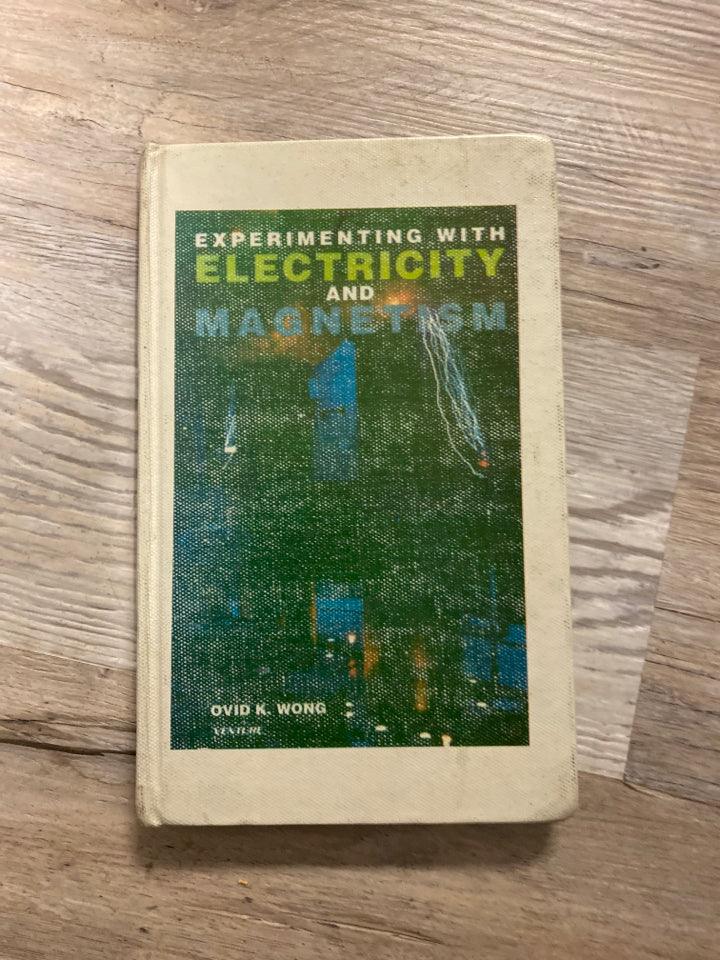 EXPERIMENTING WITH
ELECTRICITY
AND
MAGNETISM
OVID K. WONG
VENTURE